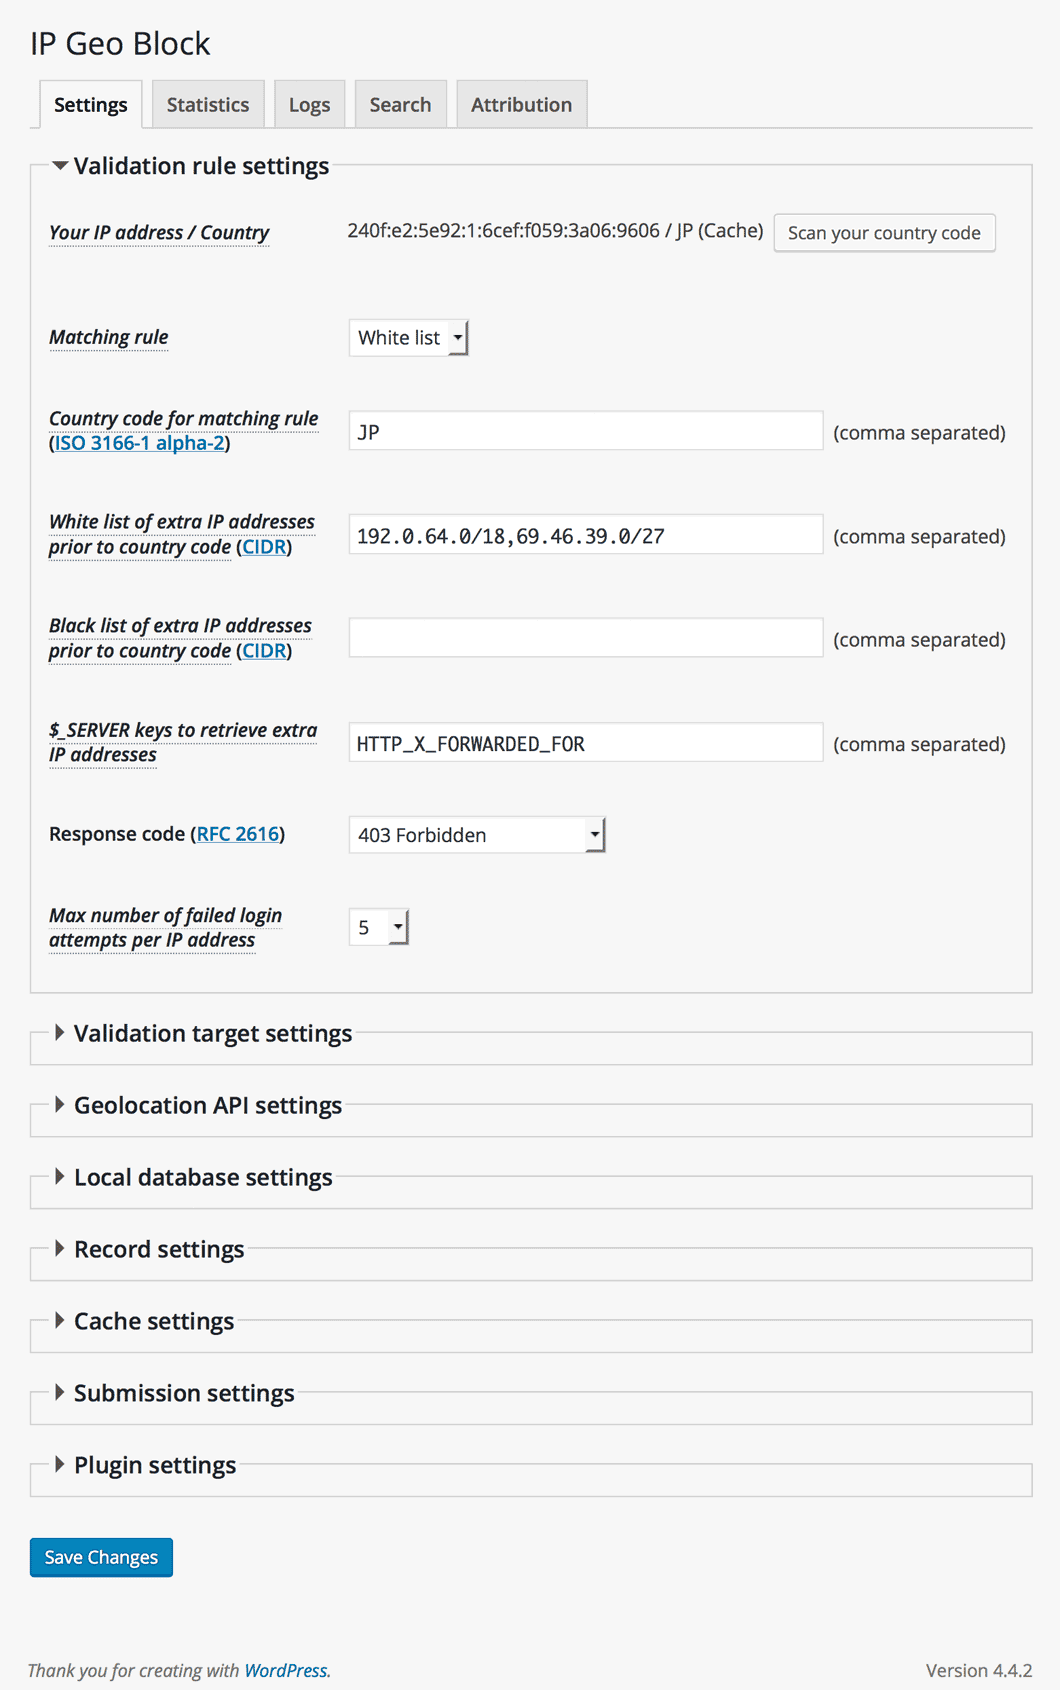 IP Geo Block
Settings Statistics Logs Search Attribution
Validation rule settings
Your IP address / Country 240f:e2:5e92:1:6cef:f059:3a06:9606 / JP (Cache) Scan your country code
Matching rule White list
Country code for matching rule
(ISO 3166-1 alpha-2) JP (comma separated)
White list of extra IP addresses
prior to country code (CIDR) 192.0.64.0/18,69.46.39.0/27 (comma separated)
Black list of extra IP addresses
prior to country code (CIDR) (comma separated)
$_SERVER keys to retrieve extra
IP addresses HTTP_X_FORWARDED_FOR (comma separated)
Response code (RFC 2616) 403 Forbidden
Max number of failed login
attempts per IP address 5
Validation target settings
Geolocation API settings
Local database settings
Record settings
Cache settings
Submission settings
Plugin settings
Save Changes
Thank you for creating with WordPress. Version 4.4.2